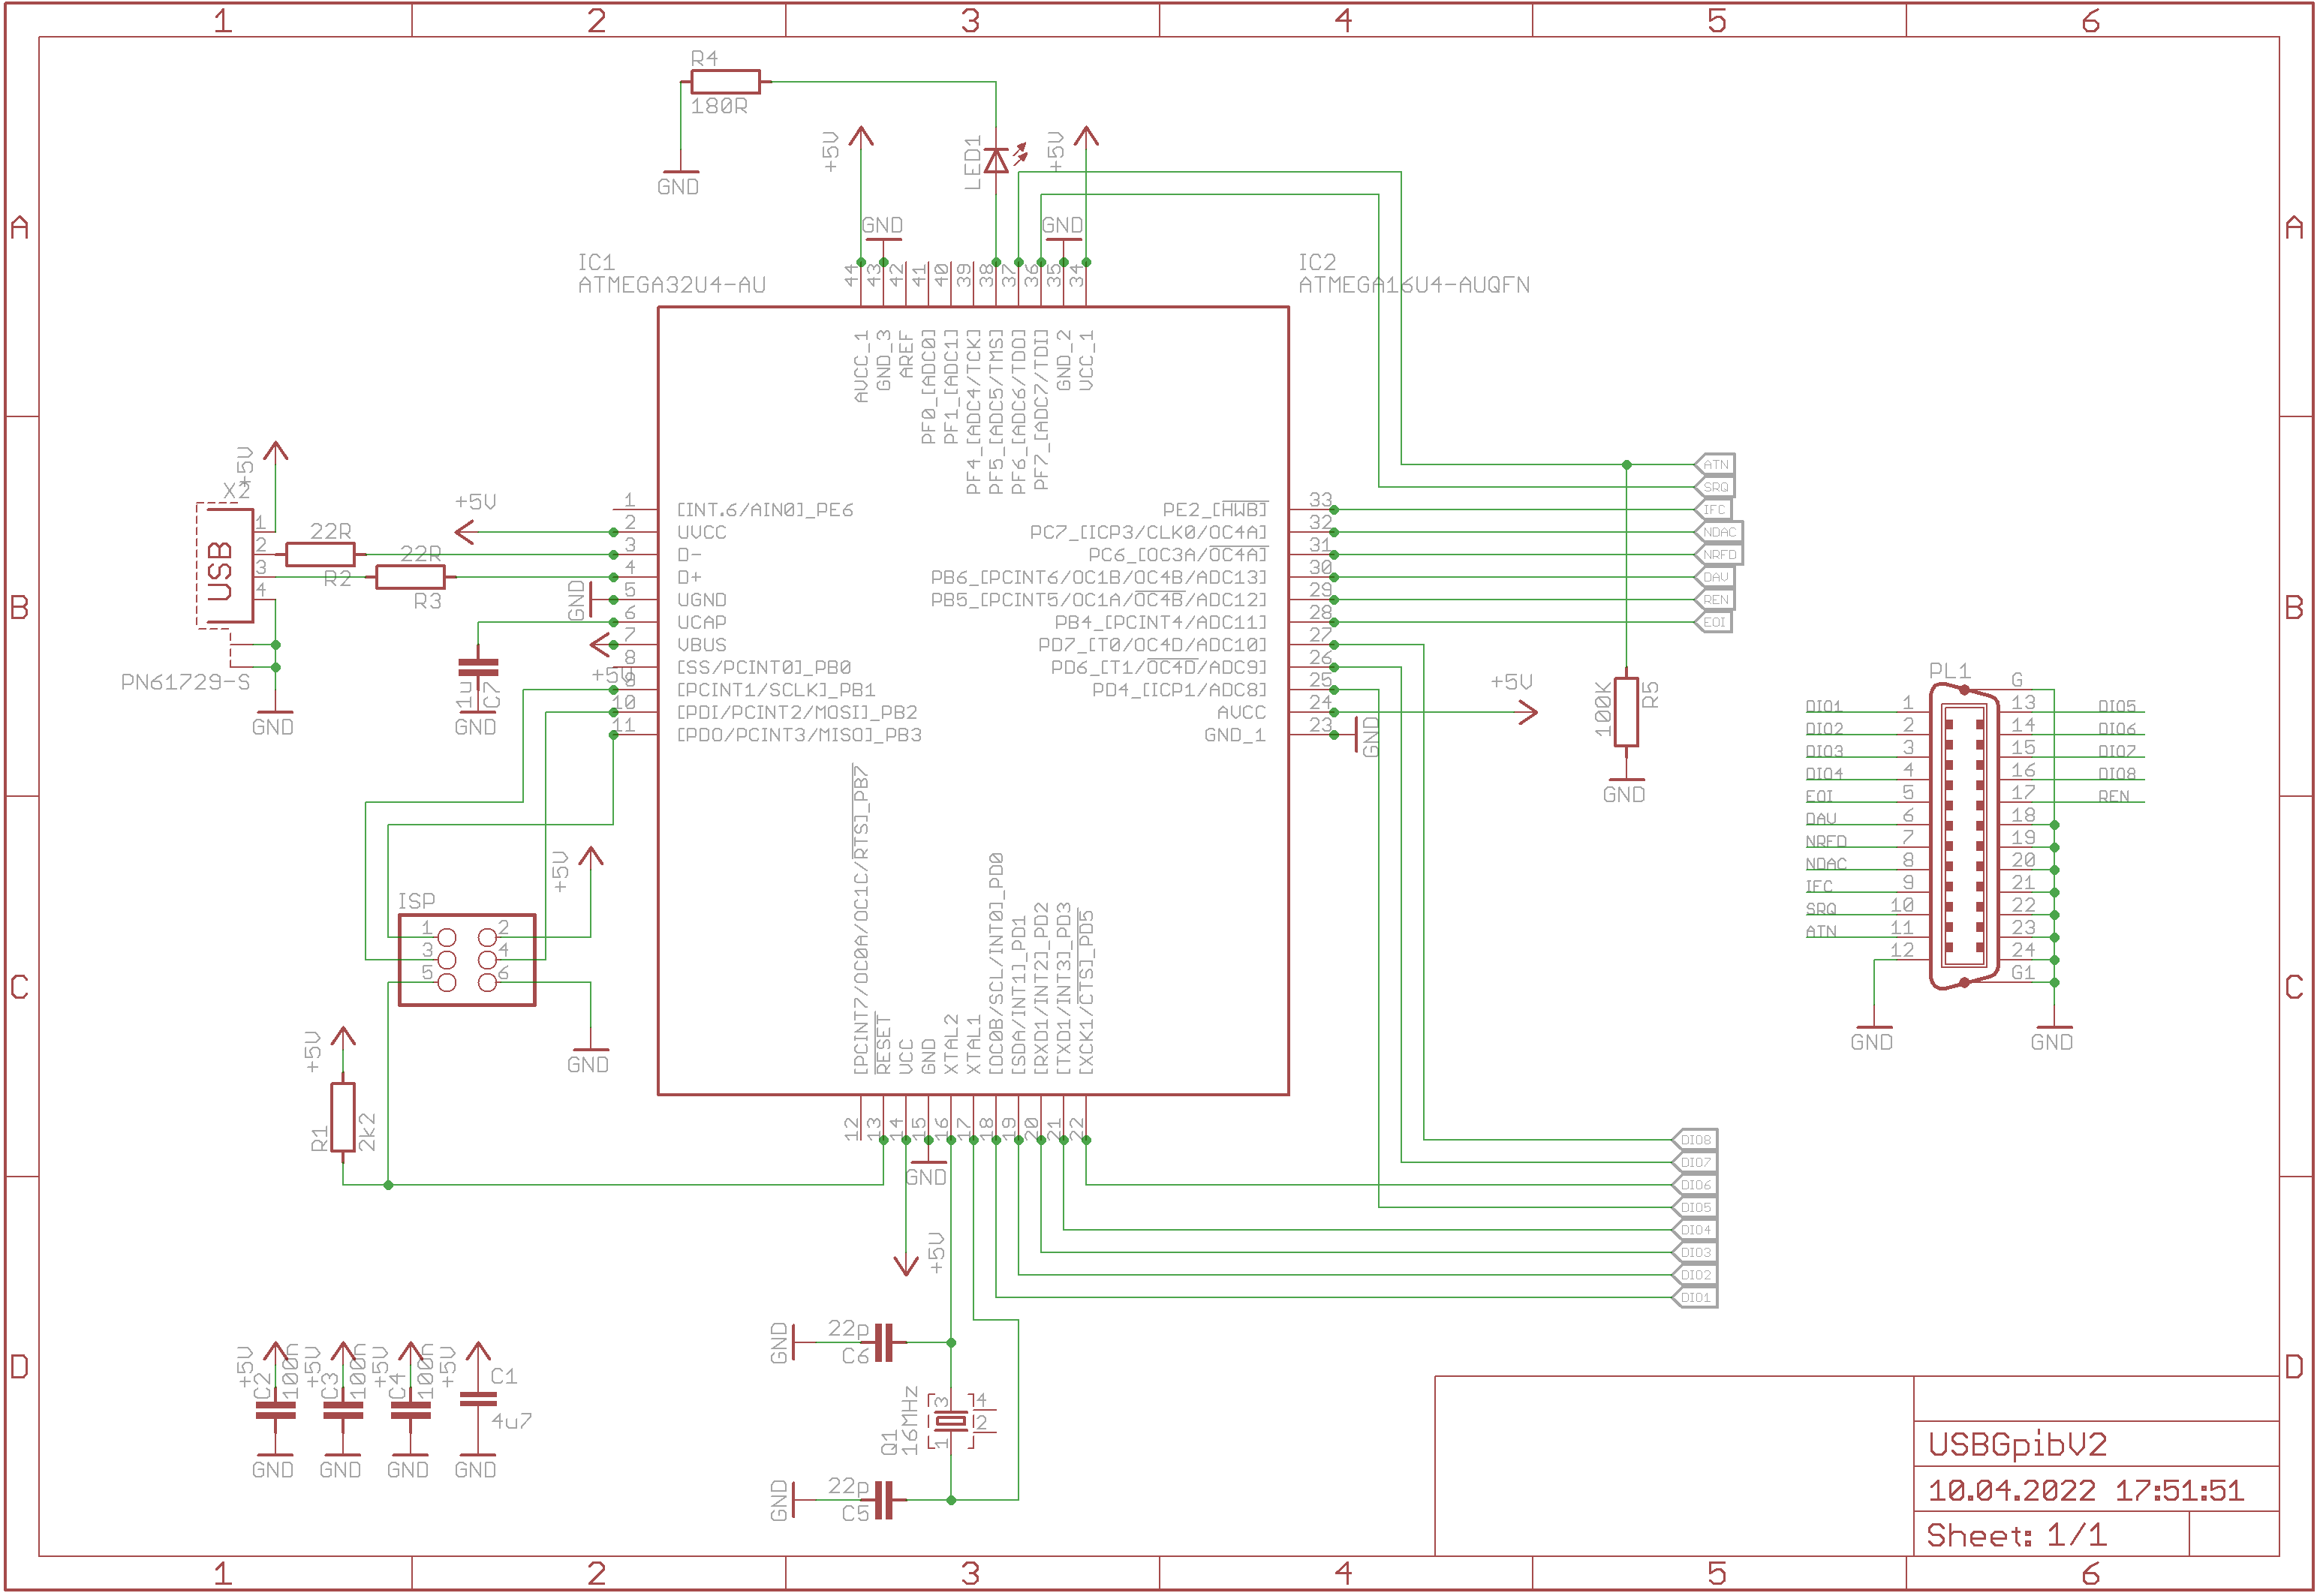 1 2 3 4 5 6
A A
B B
C C
D D
R4
180R
GND
+5V
LED1
+5V
GND
GND
IC1
ATMEGA32U4-AU
IC2
ATMEGA16U4-AUQFN
44 43 42 41 40 39 38 37 36 35 34
AVCC_1
GND_3
AREF
PF0_[ADC0]
PF1_[ADC1]
PF4_[ADC4/TCK]
PF5_[ADC5/TMS]
PF6_[ADC6/TDO]
PF7_[ADC7/TDI]
GND_2
VCC_1
1 [INT.6/AIN0]_PE6
2 UVCC
3 D-
4 D+
5 UGND
6 UCAP
7 VBUS
8 [SS/PCINT0]_PB0
9 [PCINT1/SCLK]_PB1
10 [PDI/PCINT2/MOSI]_PB2
11 [PDO/PCINT3/MISO]_PB3
PE2_[HWB] 33
PC7_[ICP3/CLK0/OC4A] 32
PC6_[OC3A/OC4A] 31
PB6_[PCINT6/OC1B/OC4B/ADC13] 30
PB5_[PCINT5/OC1A/OC4B/ADC12] 29
PB4_[PCINT4/ADC11] 28
PD7_[T0/OC4D/ADC10] 27
PD6_[T1/OC4D/ADC9] 26
PD4_[ICP1/ADC8] 25
AVCC 24
GND_1 23
[PCINT7/OC0A/OC1C/RTS]_PB7
RESET
VCC
GND
XTAL2
XTAL1
[OC0B/SCL/INT0]_PD0
[SDA/INT1]_PD1
[RXD1/INT2]_PD2
[TXD1/INT3]_PD3
[XCK1/CTS]_PD5
12 13 14 15 16 17 18 19 20 21 22
+5V
X2
USB
1
2
3
4
PN61729-S
GND
22R
R2
22R
R3
+5V
GND
+5V
1u
C7
GND
ATN
SRQ
IFC
NDAC
NRFD
DAV
REN
EOI
+5V
GND
100K
R5
GND
PL1
DIO1 1
DIO2 2
DIO3 3
DIO4 4
EOI 5
DAV 6
NRFD 7
NDAC 8
IFC 9
SRQ 10
ATN 11
12
G
13 DIO5
14 DIO6
15 DIO7
16 DIO8
17 REN
18
19
20
21
22
23
24
G1
GND
GND
ISP
1 2
3 4
5 6
+5V
GND
+5V
R1
2k2
GND
+5V
DIO8
DIO7
DIO6
DIO5
DIO4
DIO3
DIO2
DIO1
GND
22p
C6
Q1
16MHz
3 4
1 2
GND
22p
C5
+5V
C2
100n
GND
+5V
C3
100n
GND
+5V
C4
100n
GND
+5V
C1
4u7
GND
USBGpibV2
10.04.2022 17:51:51
Sheet: 1/1
1 2 3 4 5 6